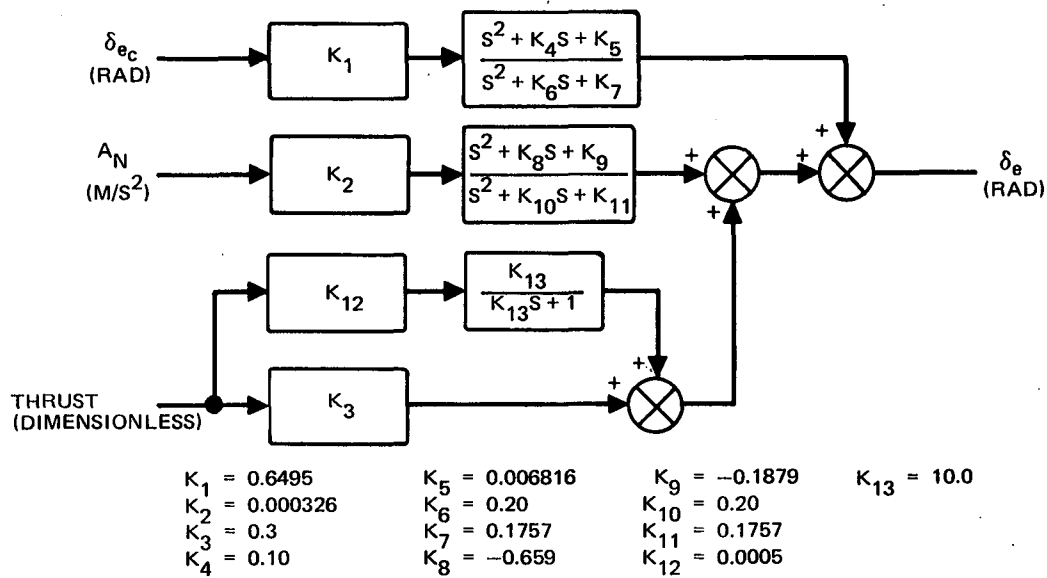 δec
(RAD)
K1
S² + K4S + K5
S² + K6S + K7
+
AN
(M/S²)
K2
S² + K8S + K9
S² + K10S + K11
+
+
+
δe
(RAD)
K12
K13
K13S + 1
+
THRUST
(DIMENSIONLESS)
K3
+
K1 = 0.6495
K2 = 0.000326
K3 = 0.3
K4 = 0.10
K5 = 0.006816
K6 = 0.20
K7 = 0.1757
K8 = −0.659
K9 = −0.1879
K10 = 0.20
K11 = 0.1757
K12 = 0.0005
K13 = 10.0